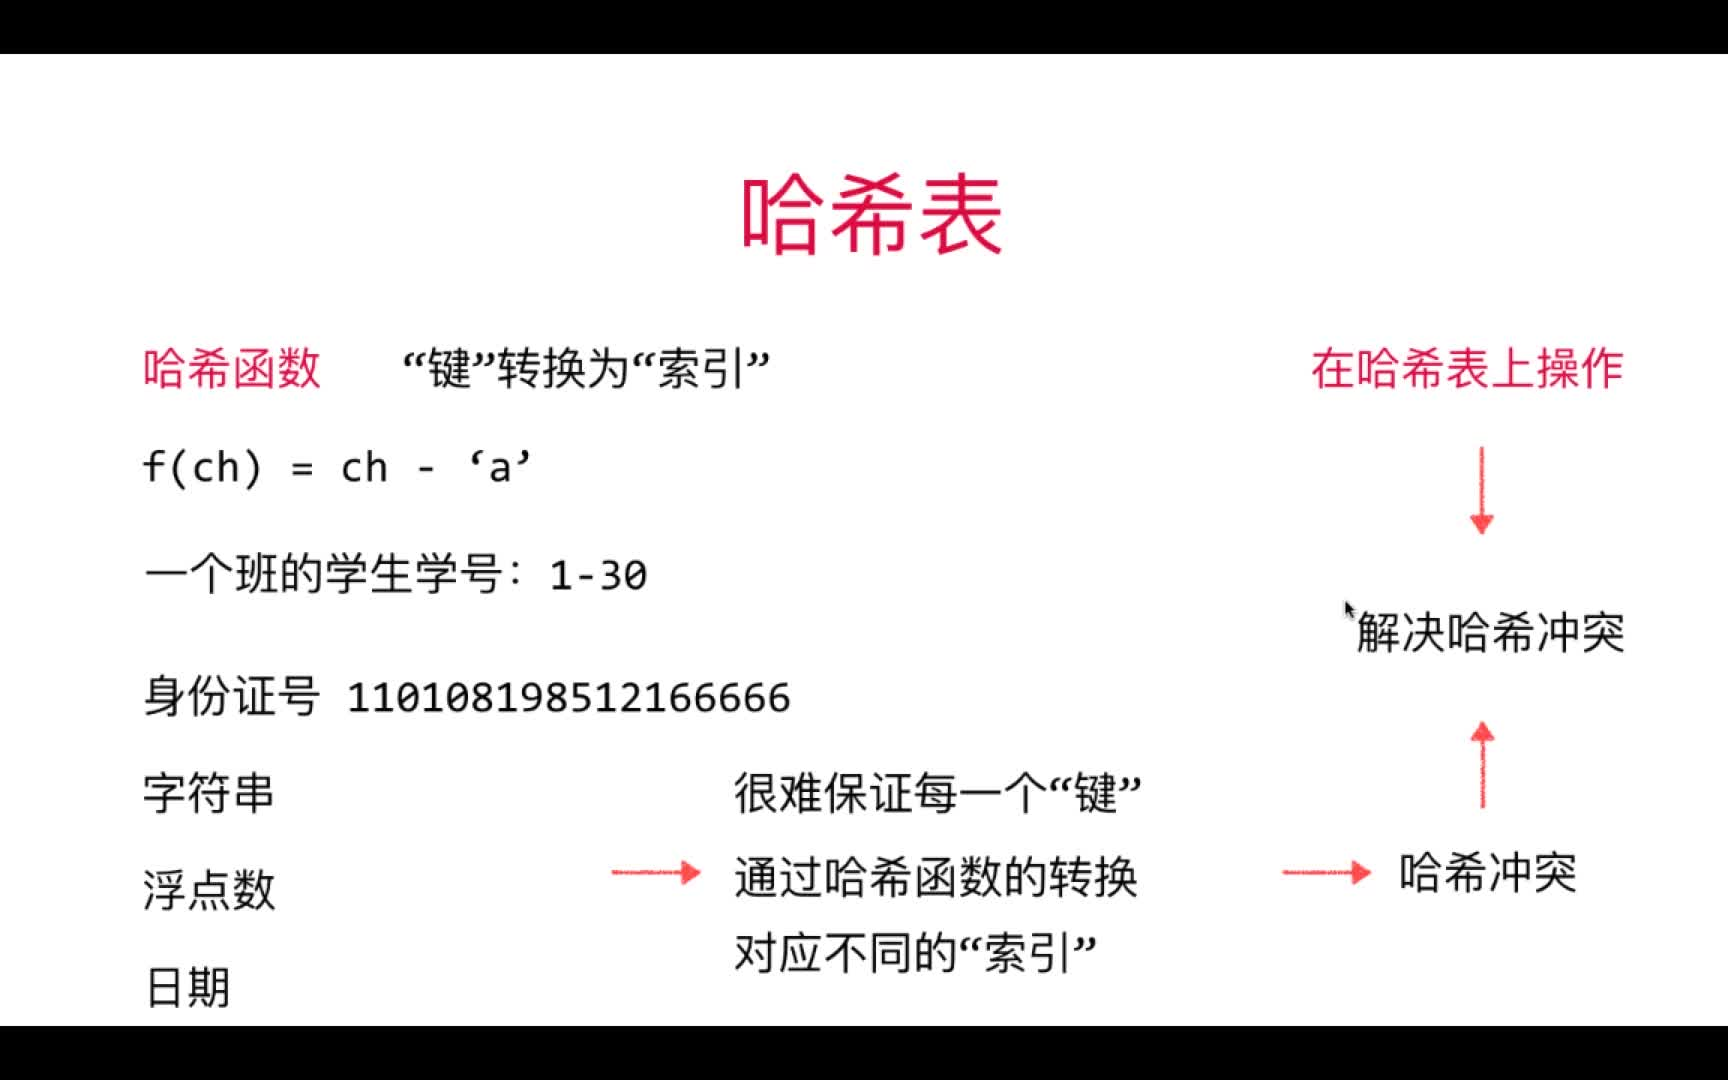 哈希表
哈希函数 “键”转换为“索引”
在哈希表上操作
f(ch) = ch - ‘a’
一个班的学生学号：1-30
解决哈希冲突
身份证号 110108198512166666
字符串
浮点数
日期
很难保证每一个“键”
通过哈希函数的转换
对应不同的“索引”
哈希冲突